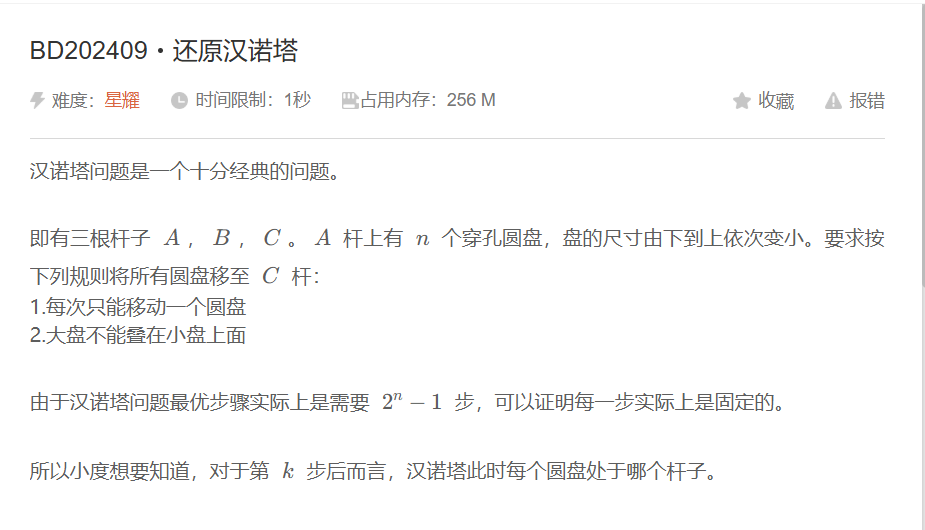 BD202409·还原汉诺塔
难度：星耀 时间限制：1秒 占用内存：256 M 收藏 报错
汉诺塔问题是一个十分经典的问题。
即有三根杆子 A ， B ， C 。 A 杆上有 n 个穿孔圆盘，盘的尺寸由下到上依次变小。要求按
下列规则将所有圆盘移至 C 杆：
1.每次只能移动一个圆盘
2.大盘不能叠在小盘上面
由于汉诺塔问题最优步骤实际上是需要 2ⁿ − 1 步，可以证明每一步实际上是固定的。
所以小度想要知道，对于第 k 步后而言，汉诺塔此时每个圆盘处于哪个杆子。